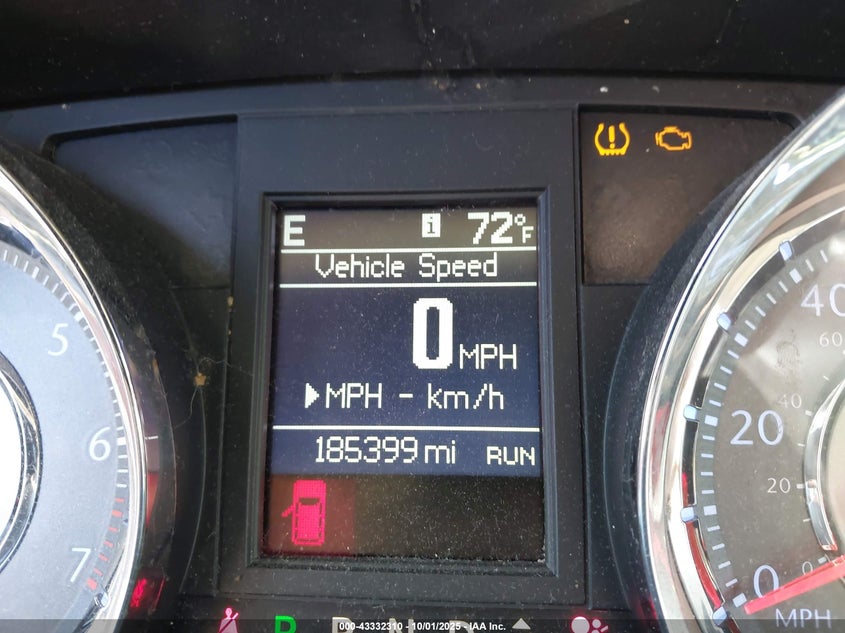 E i 72°F
Vehicle Speed
0 MPH
▶MPH - km/h
185399 mi RUN
5
6
7
40
60
40
20
20
0
0
MPH
P
000-43332310 - 10/01/2025 - IAA Inc.